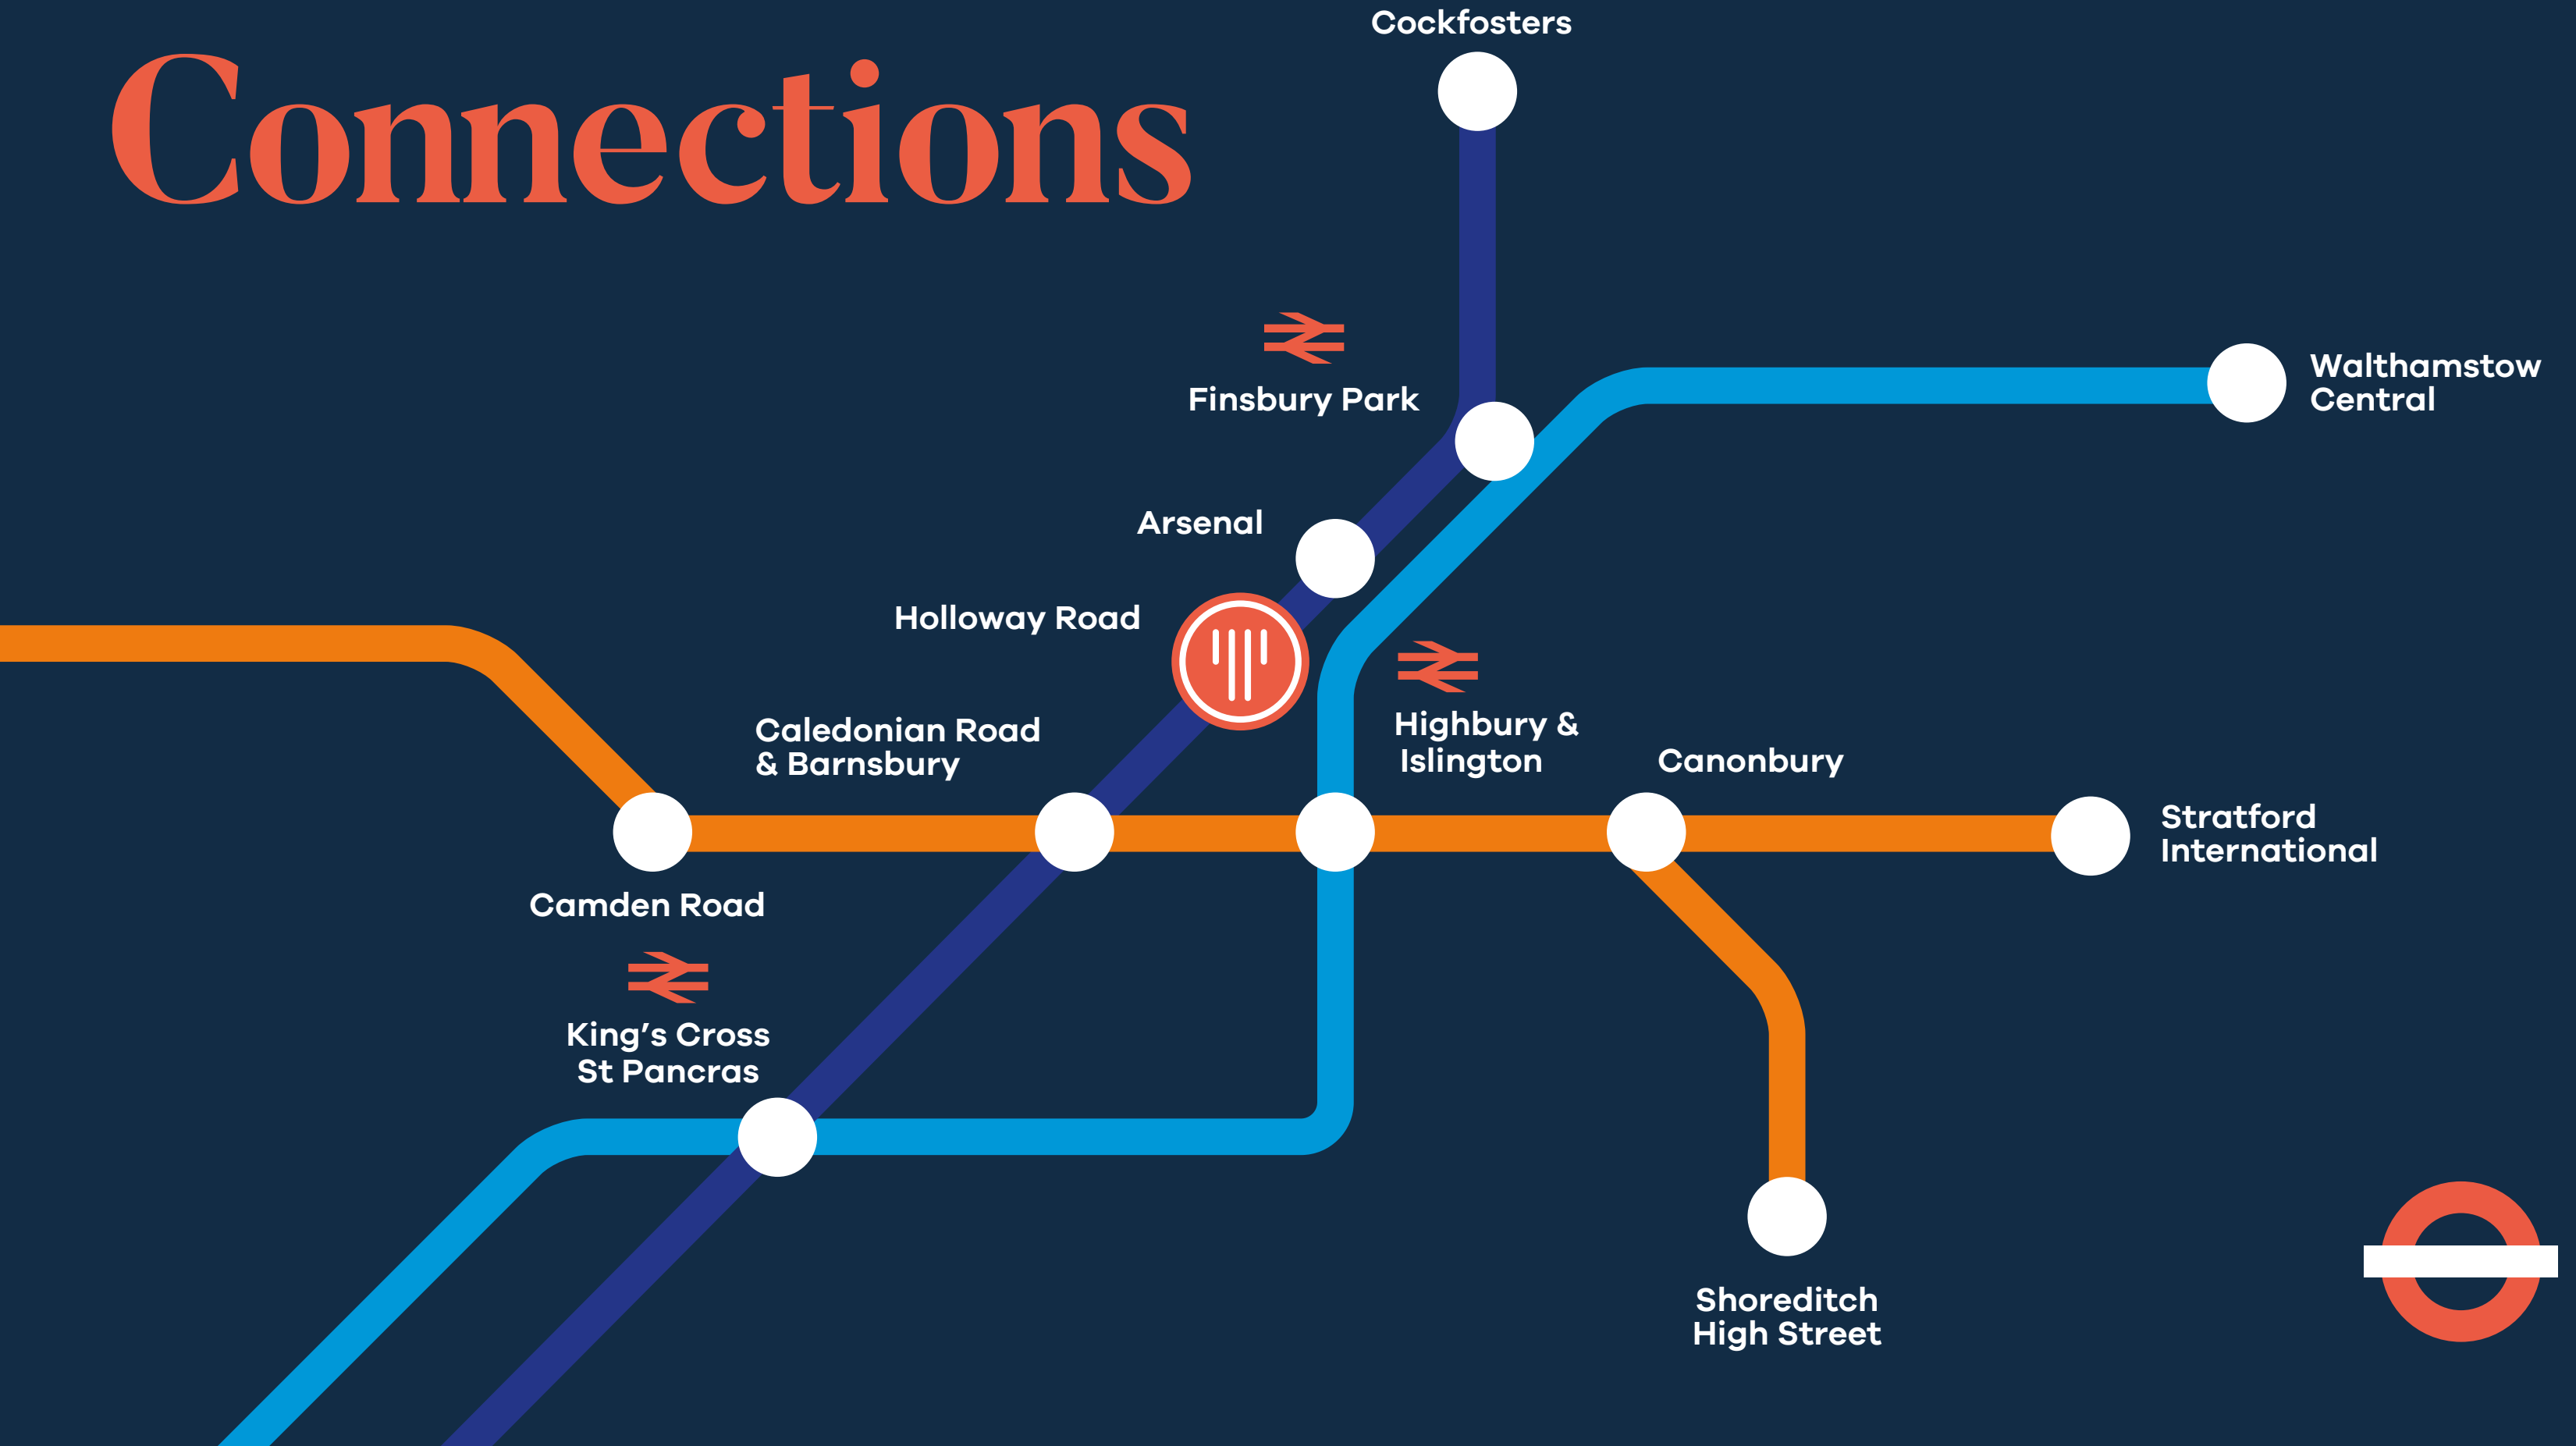 Connections
Cockfosters
Finsbury Park
Walthamstow
Central
Arsenal
Holloway Road
Caledonian Road
& Barnsbury
Highbury &
Islington
Canonbury
Stratford
International
Camden Road
King’s Cross
St Pancras
Shoreditch
High Street